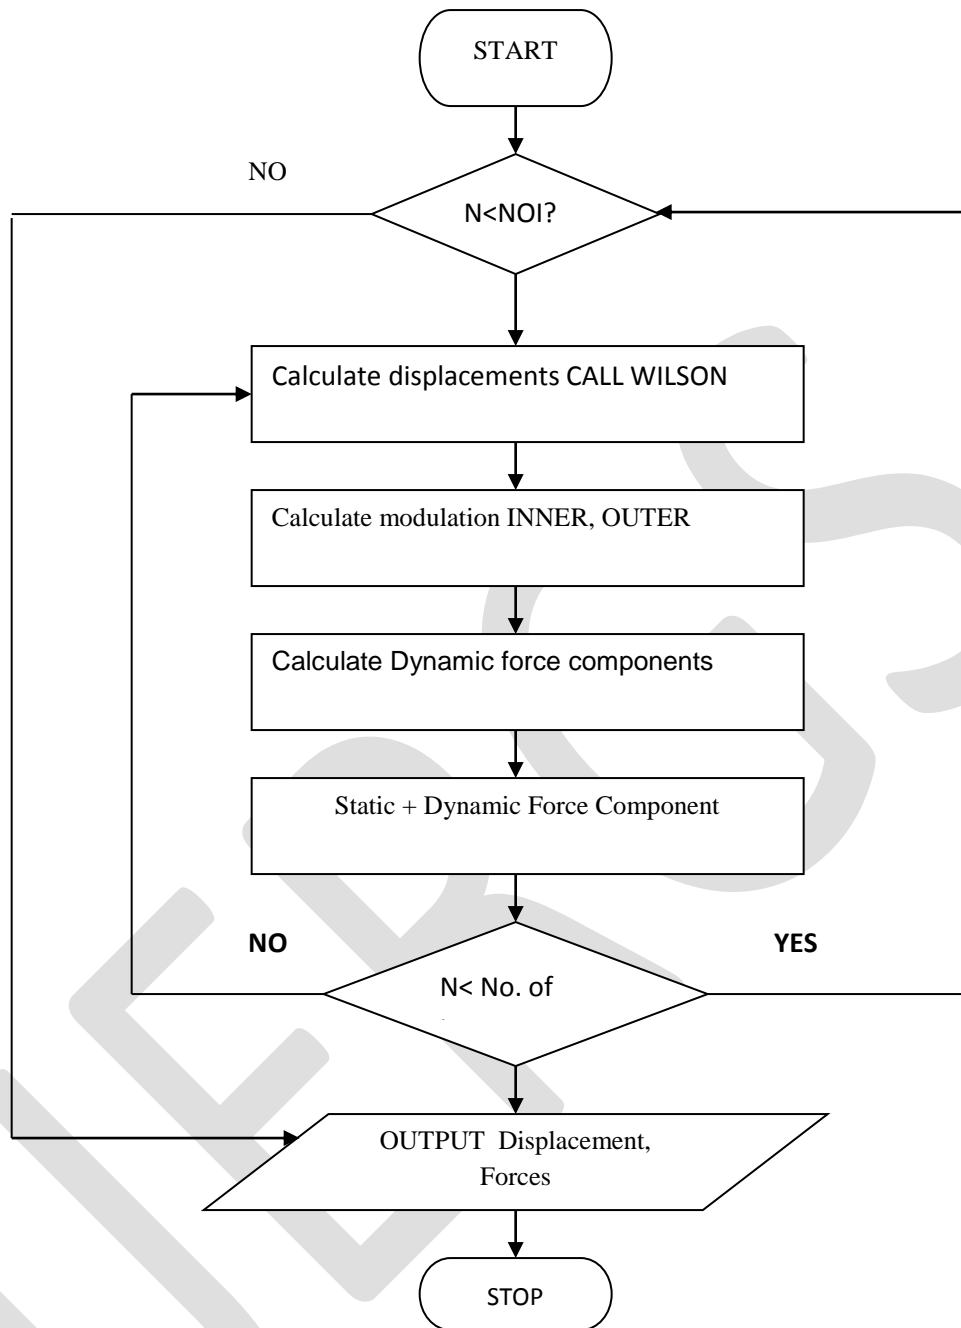 START
NO
N<NOI?
Calculate displacements CALL WILSON
Calculate modulation INNER, OUTER
Calculate Dynamic force components
Static + Dynamic Force Component
NO
YES
N< No. of
OUTPUT Displacement,
Forces
STOP